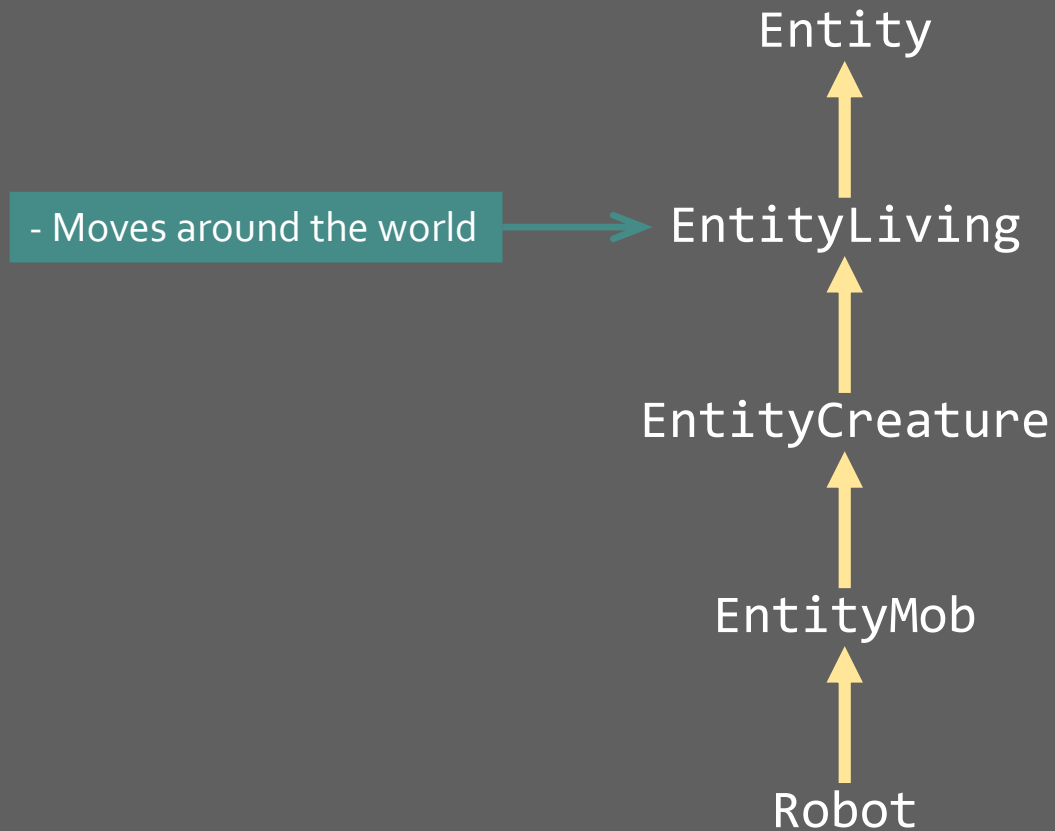 Entity
- Moves around the world
EntityLiving
EntityCreature
EntityMob
Robot